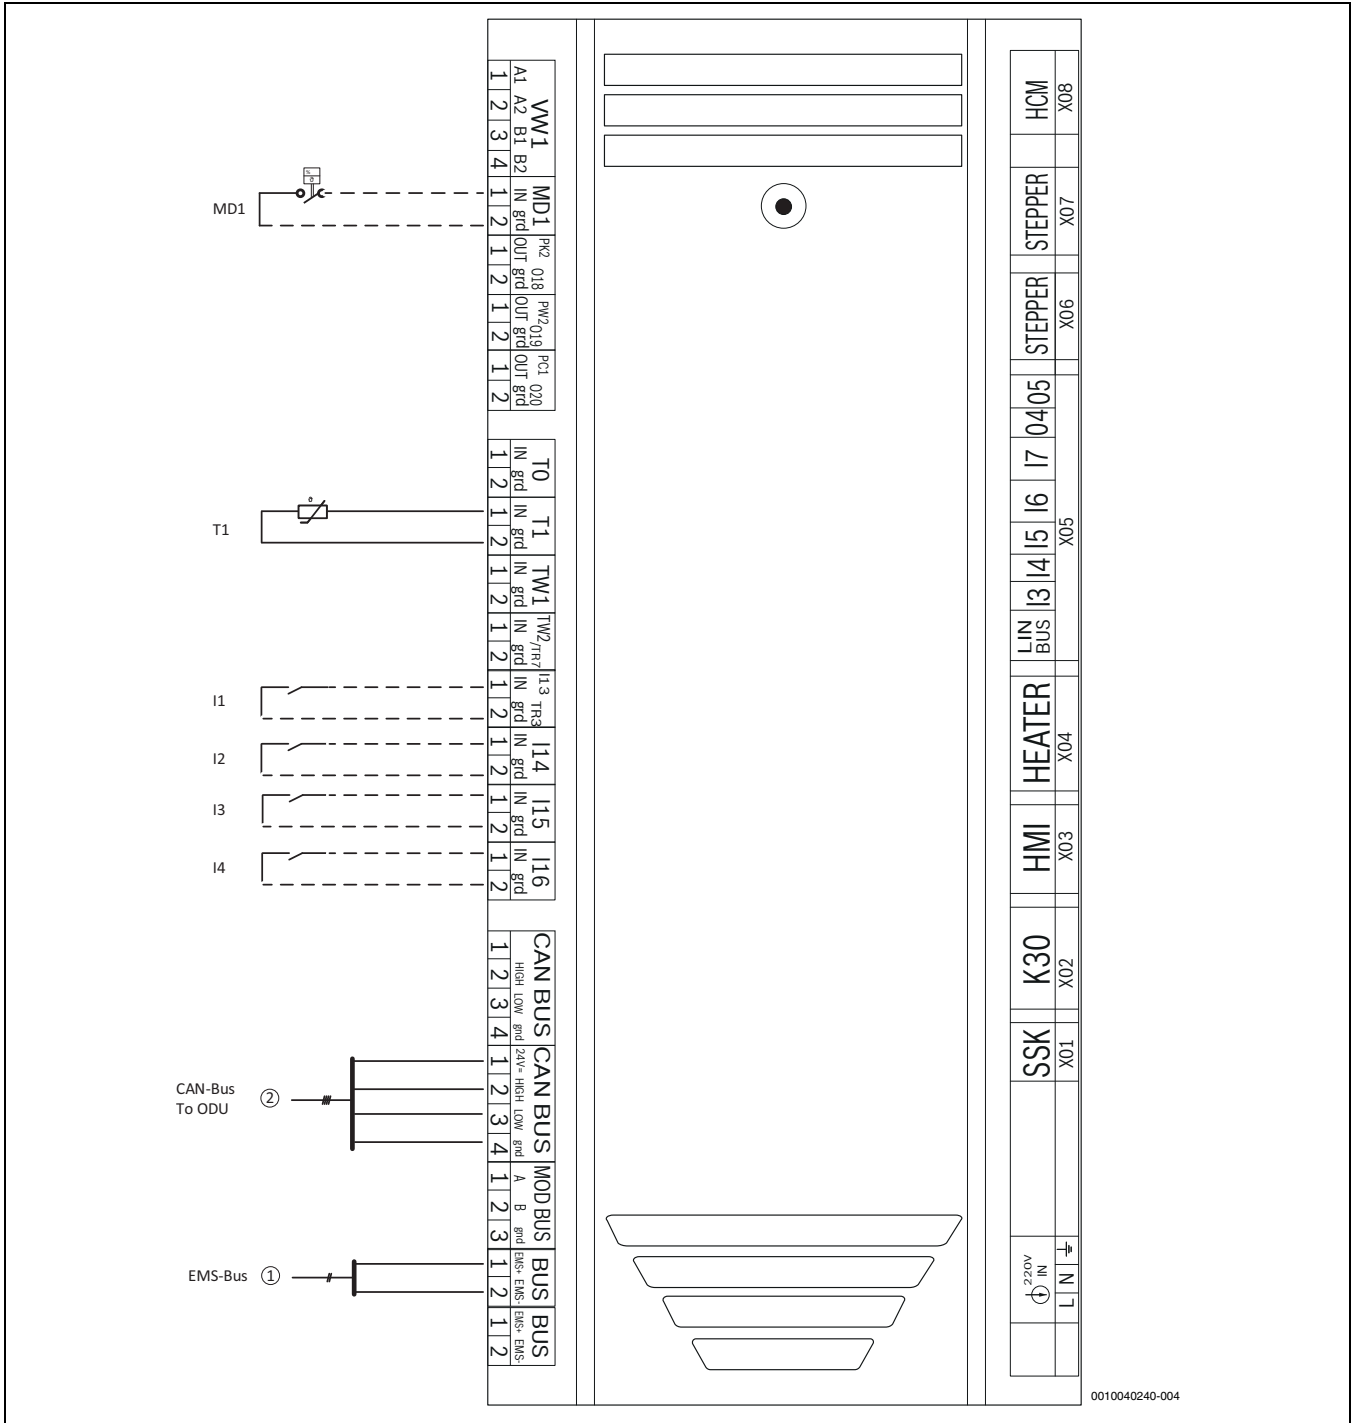 VW1
1 A1
2 A2
3 B1
4 B2
MD1
MD1
1 IN
2 grd
PK2 O18
1 OUT
2 grd
PW2 O19
1 OUT
2 grd
PC1 O20
1 OUT
2 grd
T0
1 IN
2 grd
T1
T1
1 IN
2 grd
TW1
1 IN
2 grd
TW2/TR7
1 IN
2 grd
I1
I13 TR3
1 IN
2 grd
I2
I14
1 IN
2 grd
I3
I15
1 IN
2 grd
I4
I16
1 IN
2 grd
CAN BUS
1
2 HIGH
3 LOW
4 gnd
CAN-Bus
To ODU
2
CAN BUS
1 24V=
2 HIGH
3 LOW
4 gnd
MOD BUS
1 A
2 B
3 gnd
EMS-Bus 1
BUS
1 EMS+
2 EMS-
BUS
1 EMS+
2 EMS-
HCM X08
STEPPER X07
STEPPER X06
05
04
I7
I6
I5
I4
I3
LIN
BUS
X05
HEATER X04
HMI X03
K30 X02
SSK X01
220V
IN
N
L
0010040240-004